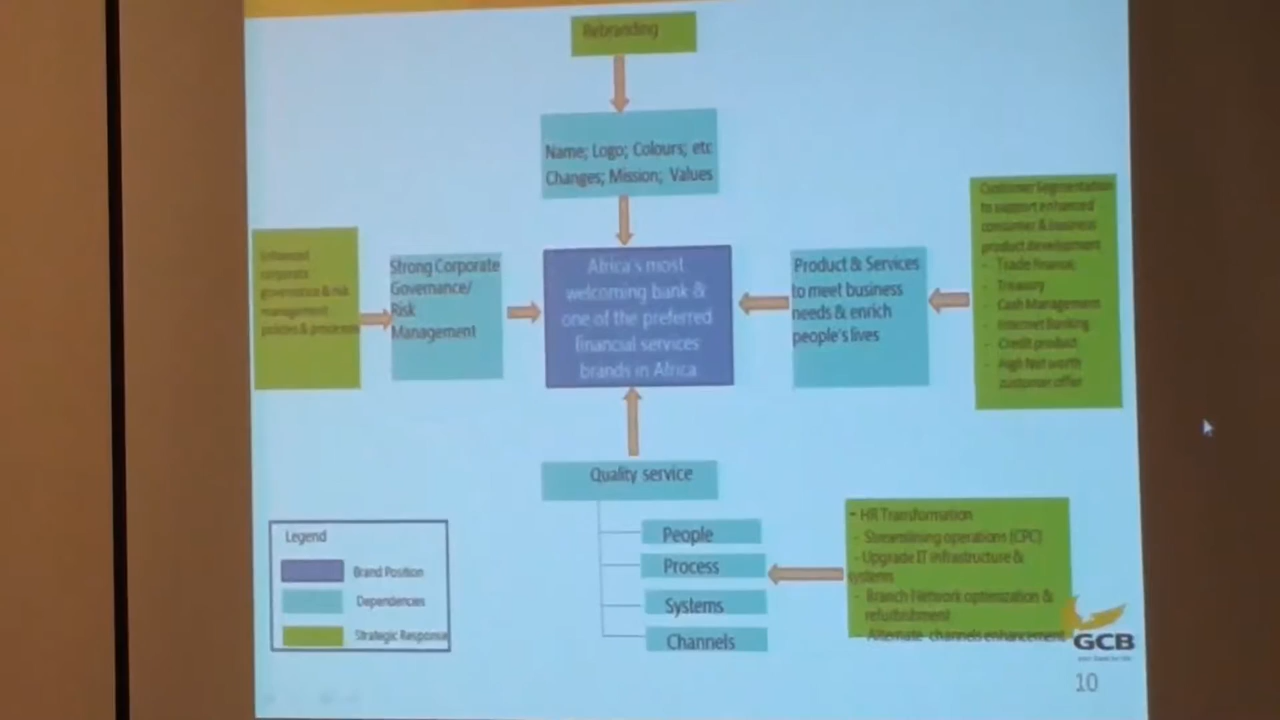 Rebranding
Name; Logo; Colours; etc
Changes; Mission; Values
Enhanced
corporate
governance & risk
management
policies & processes
Strong Corporate
Governance/
Risk
Management
Africa's most
welcoming bank &
one of the preferred
financial services
brands in Africa
Product & Services
to meet business
needs & enrich
people's lives
Customer Segmentation
to support enhanced
consumer & business
product development
- Trade finance,
- Treasury
- Cash Management
- Internet Banking
- Credit product
- High Net worth
customer offer
Quality service
People
Process
Systems
Channels
- HR Transformation
- Streamlining operations (CPC)
- Upgrade IT infrastructure &
systems
- Branch Network optimization &
refurbishment
- Alternate channels enhancement
Legend
Brand Position
Dependencies
Strategic Response
GCB
10